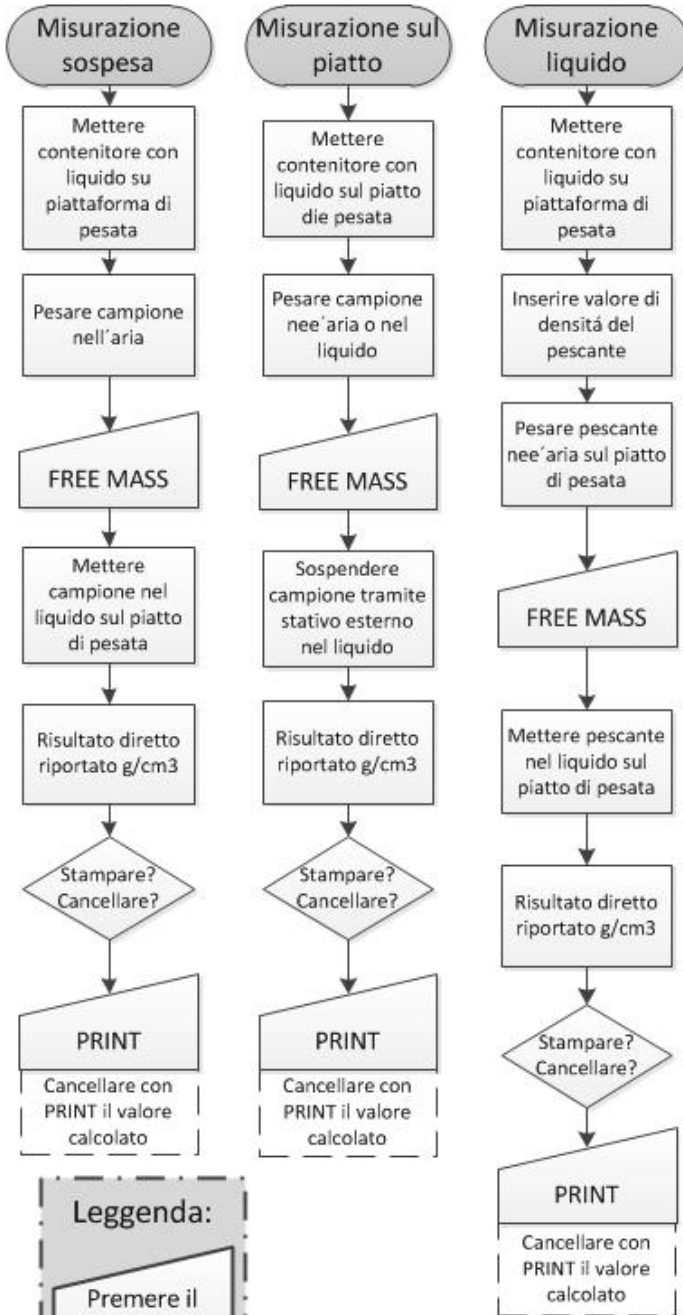 Misurazione
sospesa
Mettere
contenitore con
liquido su
piattaforma di
pesata
Pesare campione
nell´aria
FREE MASS
Mettere
campione nel
liquido sul piatto
di pesata
Risultato diretto
riportato g/cm3
Stampare?
Cancellare?
PRINT
Cancellare con
PRINT il valore
calcolato
Misurazione sul
piatto
Mettere
contenitore con
liquido sul piatto
die pesata
Pesare campione
nee´aria o nel
liquido
FREE MASS
Sospendere
campione tramite
stativo esterno
nel liquido
Risultato diretto
riportato g/cm3
Stampare?
Cancellare?
PRINT
Cancellare con
PRINT il valore
calcolato
Misurazione
liquido
Mettere
contenitore con
liquido su
piattaforma di
pesata
Inserire valore di
densitá del
pescante
Pesare pescante
nee´aria sul piatto
di pesata
FREE MASS
Mettere pescante
nel liquido sul
piatto di pesata
Risultato diretto
riportato g/cm3
Stampare?
Cancellare?
PRINT
Cancellare con
PRINT il valore
calcolato
Leggenda:
Premere il